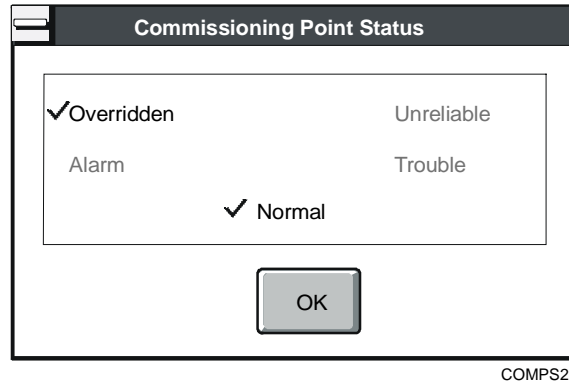 Commissioning Point Status
Overridden Unreliable
Alarm Trouble
Normal
OK
COMPS2